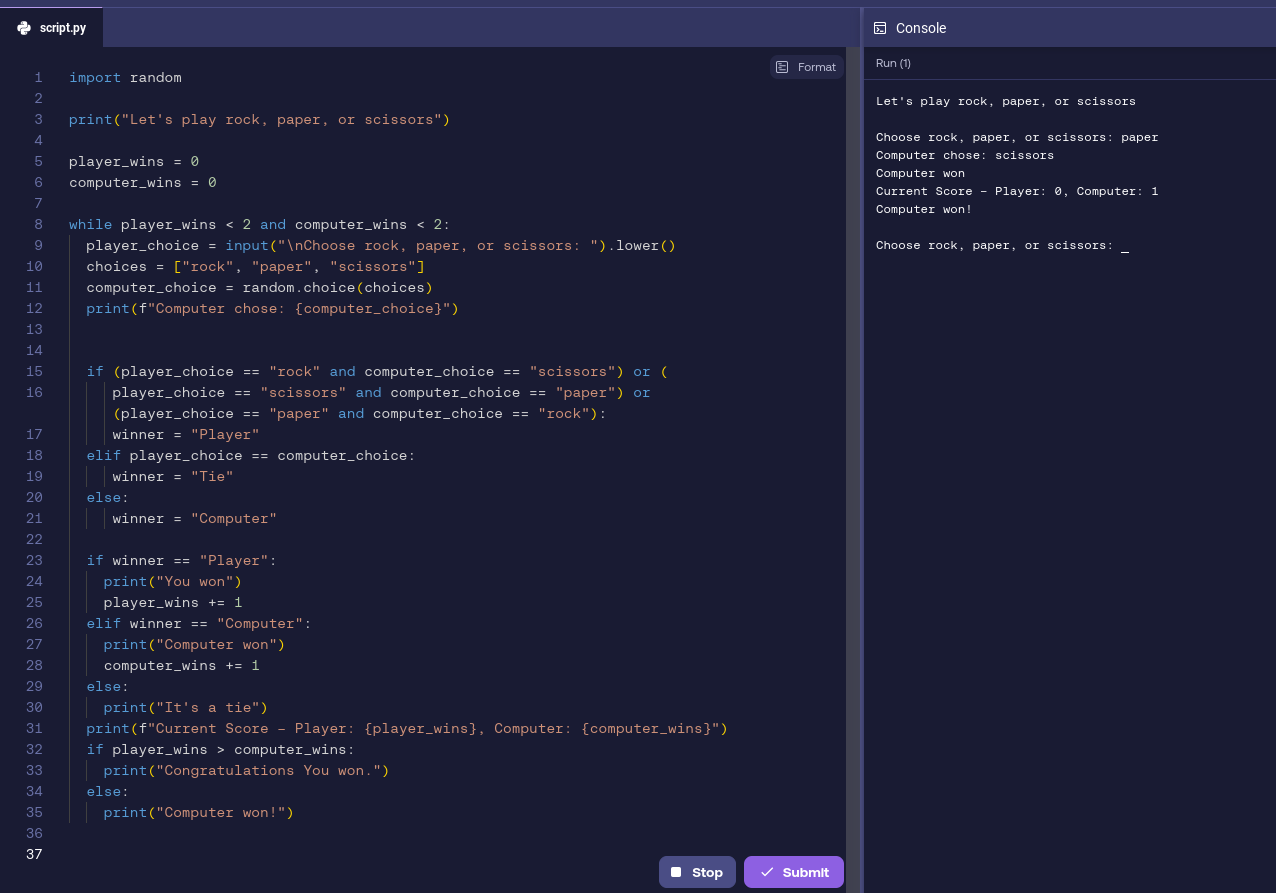 script.py
Format
1 import random
2
3 print("Let's play rock, paper, or scissors")
4
5 player_wins = 0
6 computer_wins = 0
7
8 while player_wins < 2 and computer_wins < 2:
9 player_choice = input("\nChoose rock, paper, or scissors: ").lower()
10 choices = ["rock", "paper", "scissors"]
11 computer_choice = random.choice(choices)
12 print(f"Computer chose: {computer_choice}")
13
14
15 if (player_choice == "rock" and computer_choice == "scissors") or (
16 player_choice == "scissors" and computer_choice == "paper") or
(player_choice == "paper" and computer_choice == "rock"):
17 winner = "Player"
18 elif player_choice == computer_choice:
19 winner = "Tie"
20 else:
21 winner = "Computer"
22
23 if winner == "Player":
24 print("You won")
25 player_wins += 1
26 elif winner == "Computer":
27 print("Computer won")
28 computer_wins += 1
29 else:
30 print("It's a tie")
31 print(f"Current Score – Player: {player_wins}, Computer: {computer_wins}")
32 if player_wins > computer_wins:
33 print("Congratulations You won.")
34 else:
35 print("Computer won!")
36
37
Stop
Submit
Console
Run (1)
Let's play rock, paper, or scissors
Choose rock, paper, or scissors: paper
Computer chose: scissors
Computer won
Current Score – Player: 0, Computer: 1
Computer won!
Choose rock, paper, or scissors: _